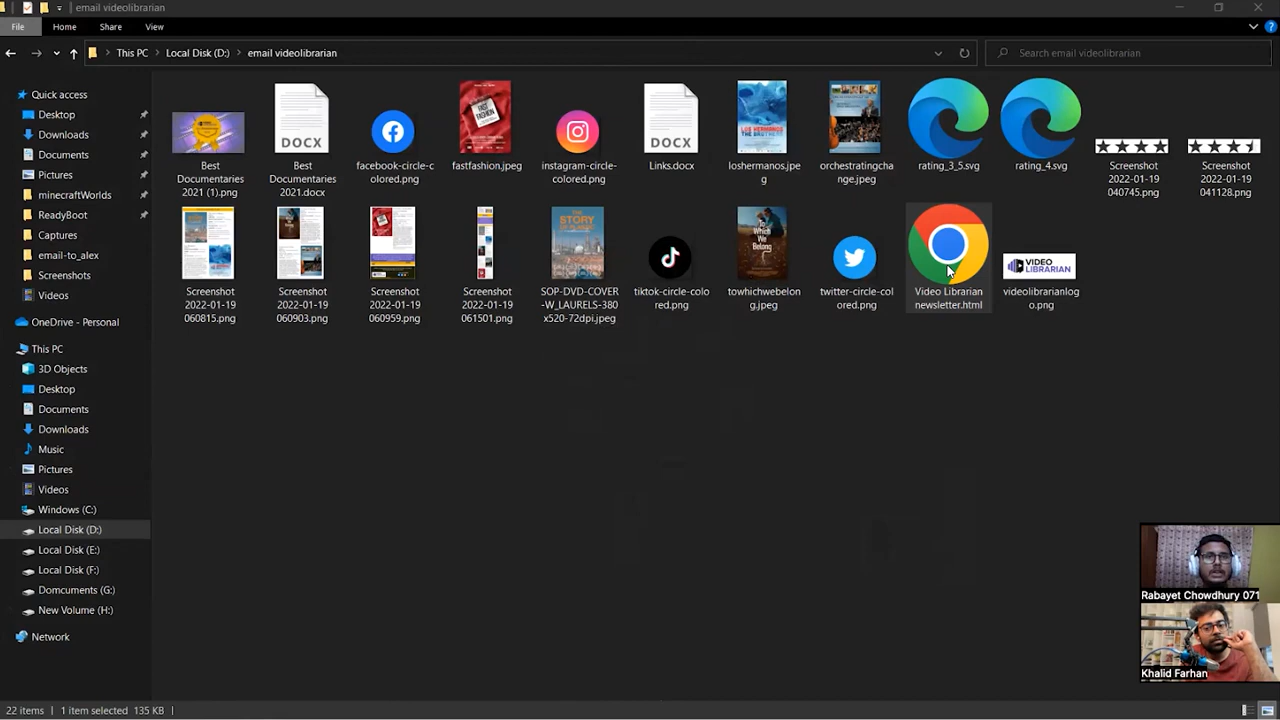 email videolibrarian
File
Home
Share
View
This PC
Local Disk (D:)
email videolibrarian
Search email videolibrarian
Quick access
Desktop
Downloads
Documents
Pictures
minecraftWorlds
ReadyBoot
Captures
email-to_alex
Screenshots
Videos
OneDrive - Personal
This PC
3D Objects
Desktop
Documents
Downloads
Music
Pictures
Videos
Windows (C:)
Local Disk (D:)
Local Disk (E:)
Local Disk (F:)
Domcuments (G:)
New Volume (H:)
Network
DOCX
FAST FASHION
DOCX
LOS HERMANOS
Best
Documentaries
2021 (1).png
Best
Documentaries
2021.docx
facebook-circle-c
olored.png
fastfashion.jpeg
instagram-circle-
colored.png
Links.docx
loshermanos.jpe
g
orchestratingcha
nge.jpeg
rating_3_5.svg
rating_4.svg
Screenshot
2022-01-19
040745.png
Screenshot
2022-01-19
041128.png
THE
STORY
VIDEO
LIBRARIAN
Screenshot
2022-01-19
060815.png
Screenshot
2022-01-19
060903.png
Screenshot
2022-01-19
060959.png
Screenshot
2022-01-19
061501.png
SOP-DVD-COVER
-W_LAURELS-380
x520-72dpi.jpeg
tiktok-circle-colo
red.png
towhichwebelon
g.jpeg
twitter-circle-col
ored.png
Video Librarian
newsletter.html
videolibrarianlog
o.png
Rabayet Chowdhury 071
Khalid Farhan
22 items
1 item selected 135 KB